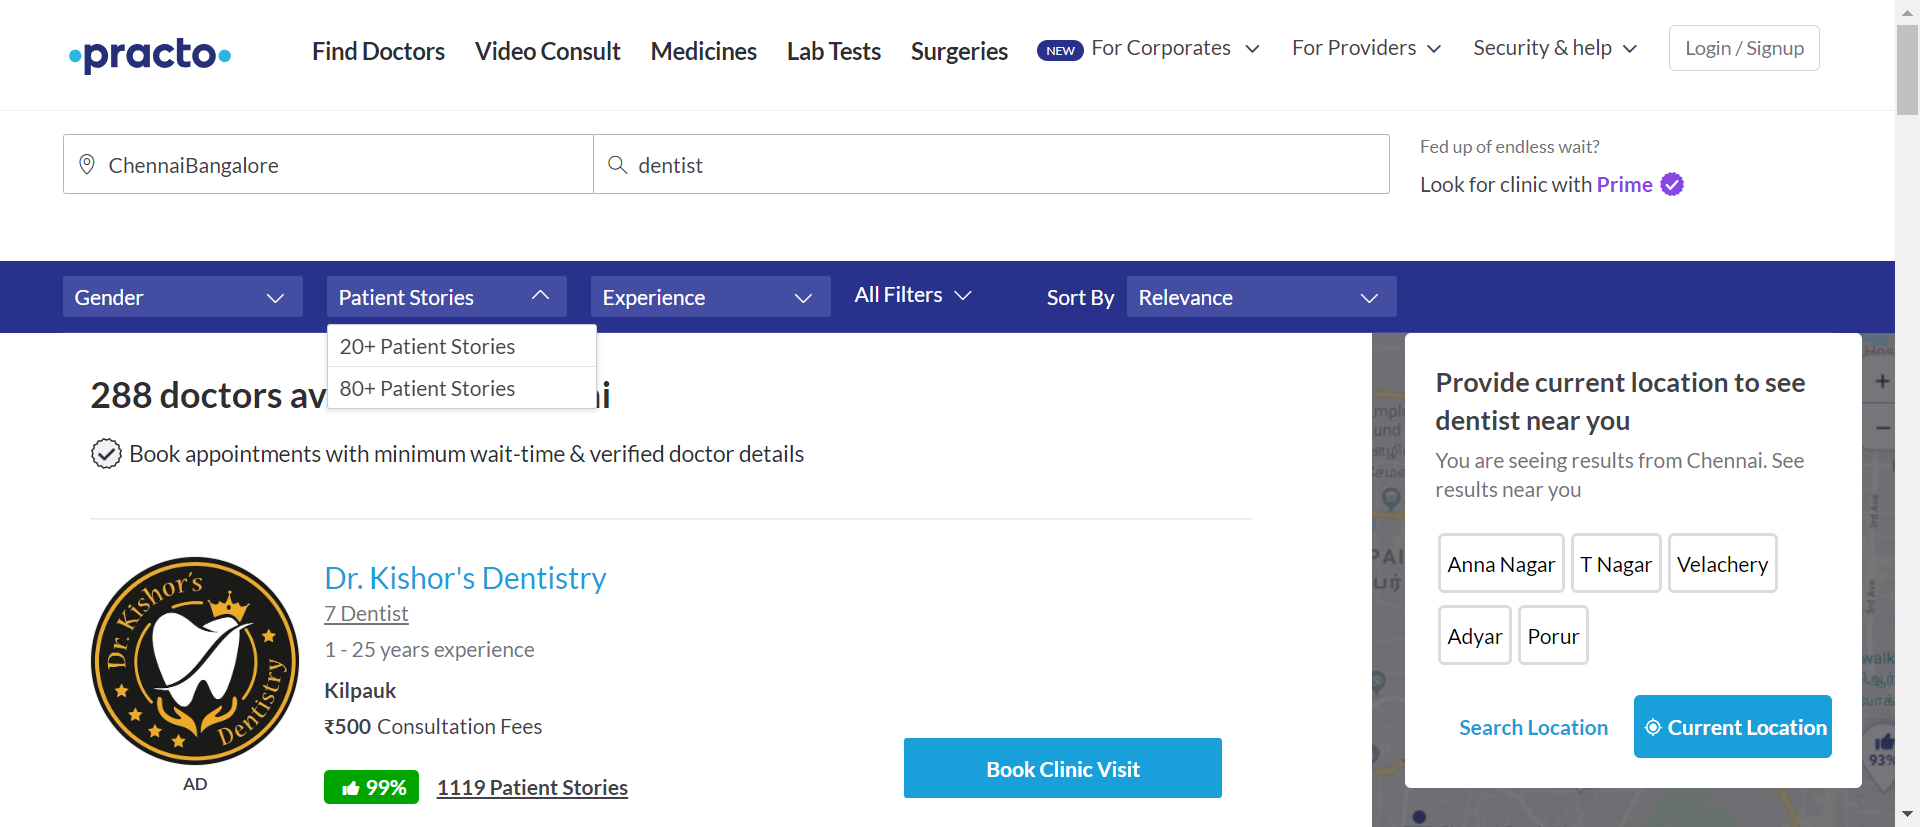 practo
Find Doctors
Video Consult
Medicines
Lab Tests
Surgeries
NEW For Corporates
For Providers
Security & help
Login / Signup
ChennaiBangalore
dentist
Fed up of endless wait?
Look for clinic with Prime
Gender
Patient Stories
Experience
All Filters
Sort By
Relevance
20+ Patient Stories
80+ Patient Stories
288 doctors av
Book appointments with minimum wait-time & verified doctor details
Dr. Kishor's Dentistry
AD
Dr. Kishor's Dentistry
7 Dentist
1 - 25 years experience
Kilpauk
₹500 Consultation Fees
99%
1119 Patient Stories
Book Clinic Visit
Provide current location to see
dentist near you
You are seeing results from Chennai. See
results near you
Anna Nagar
T Nagar
Velachery
Adyar
Porur
Search Location
Current Location
+
−
3rd Ave
3rd Ave
93%